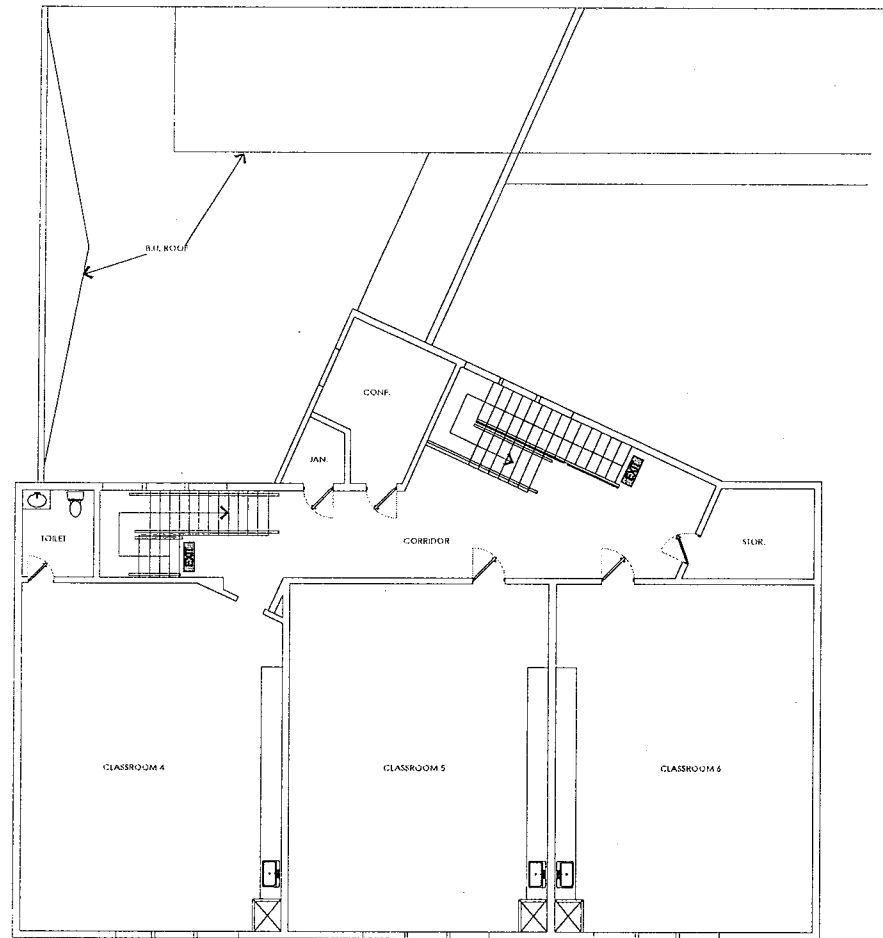 B.U. ROOF
CONF.
JAN.
EXIT
TOILET
EXIT
CORRIDOR
STOR.
CLASSROOM 4
CLASSROOM 5
CLASSROOM 6